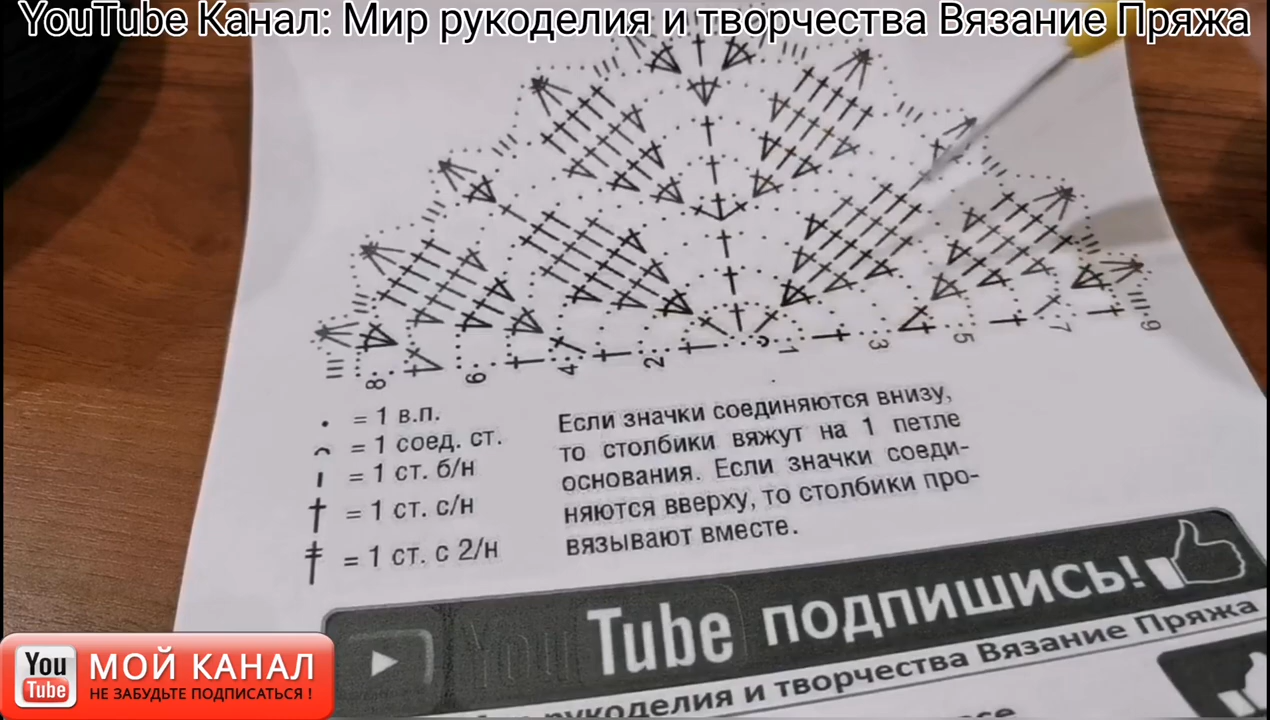 YouTube Канал: Мир рукоделия и творчества Вязание Пряжа
8 6 4 2 1 3 5 7 9
. = 1 в.п.
= 1 соед. ст.
= 1 ст. б/н
= 1 ст. с/н
= 1 ст. с 2/н
Если значки соединяются внизу,
то столбики вяжут на 1 петле
основания. Если значки соеди-
няются вверху, то столбики про-
вязывают вместе.
YouTube ПОДПИШИСЬ!
рукоделия и творчества Вязание Пряжа
You Tube
МОЙ КАНАЛ
НЕ ЗАБУДЬТЕ ПОДПИСАТЬСЯ !